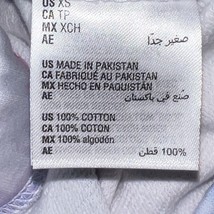 US XS
CA TP
MX XCH
AE صغير جدًا
US MADE IN PAKISTAN
CA FABRIQUÉ AU PAKISTAN
MX HECHO EN PAQUISTÁN
AE صنع في باكستان
US 100% COTTON
CA 100% COTON
MX 100% algodón
AE 100% قطن